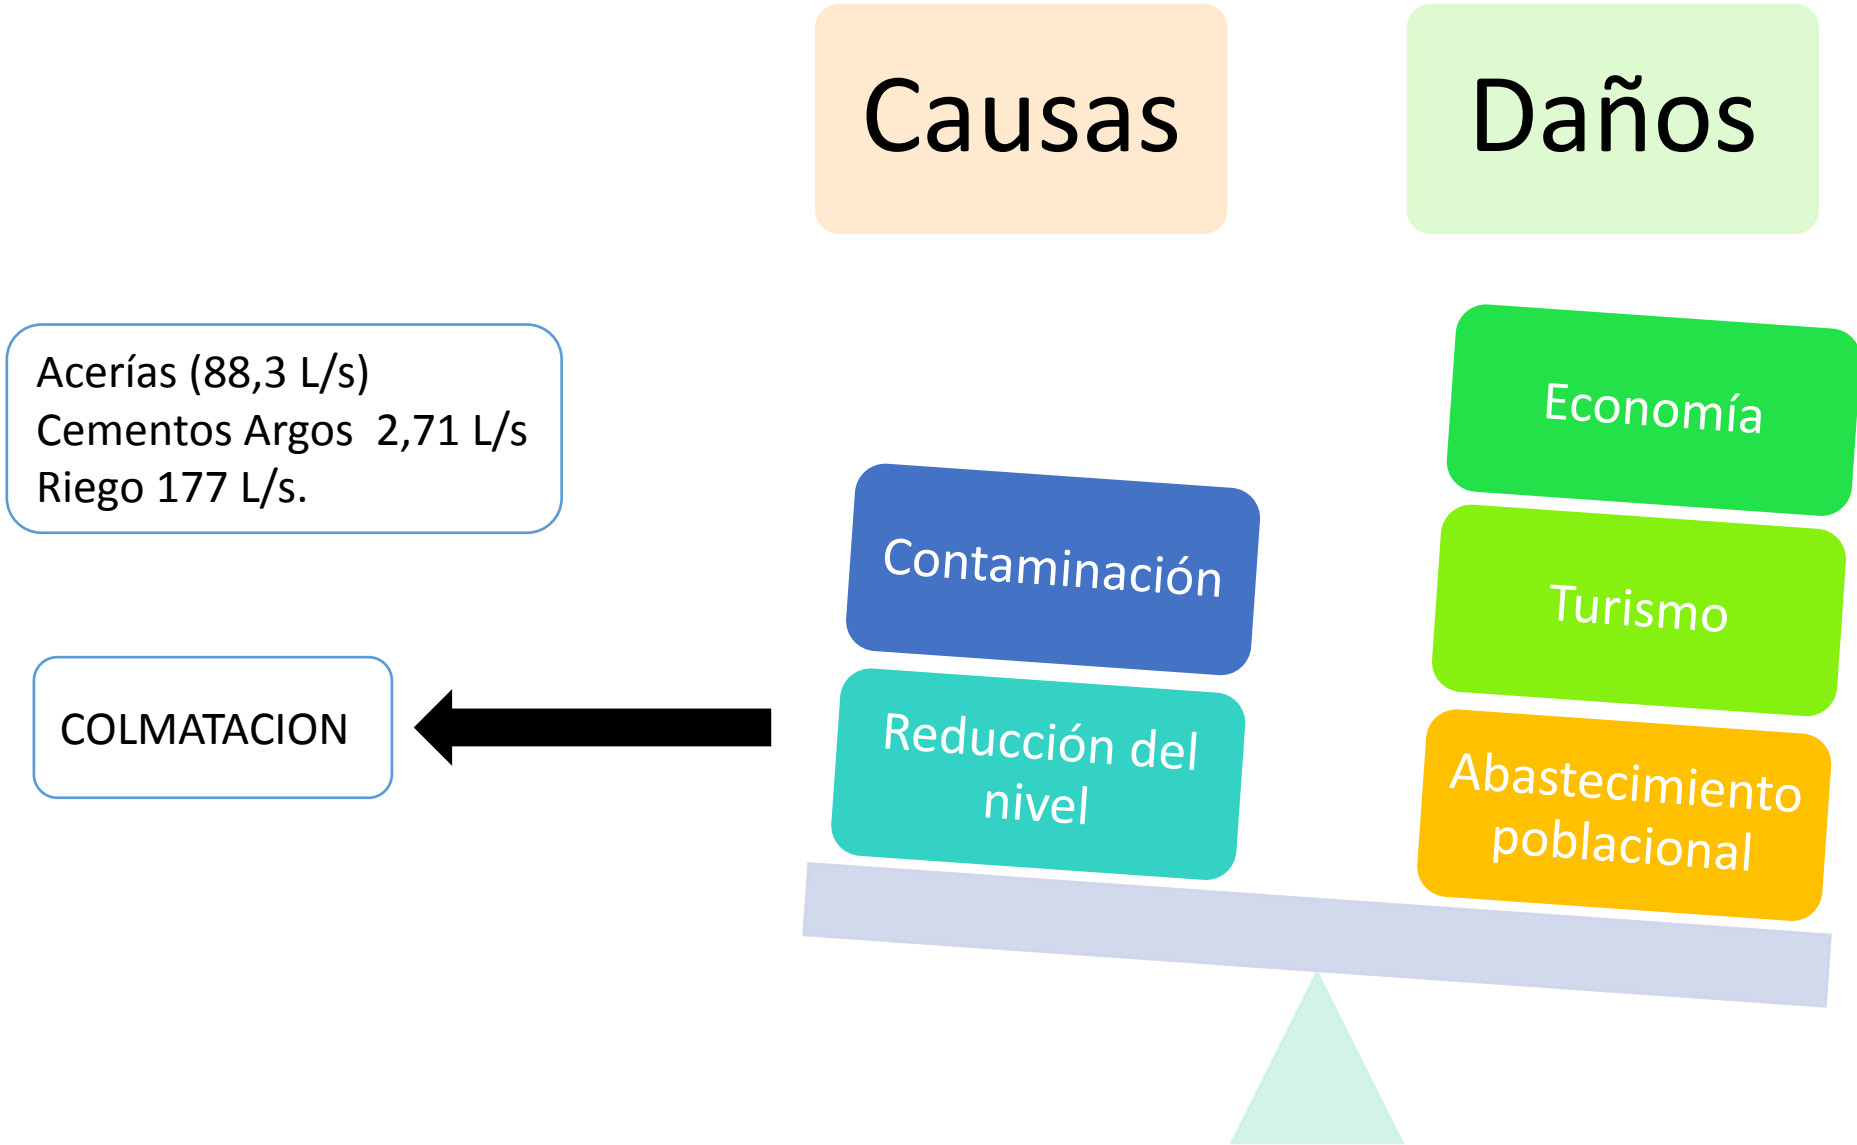 Causas
Daños
Acerías (88,3 L/s)
Cementos Argos  2,71 L/s
Riego 177 L/s.
COLMATACION
Contaminación
Reducción del
nivel
Economía
Turismo
Abastecimiento
poblacional